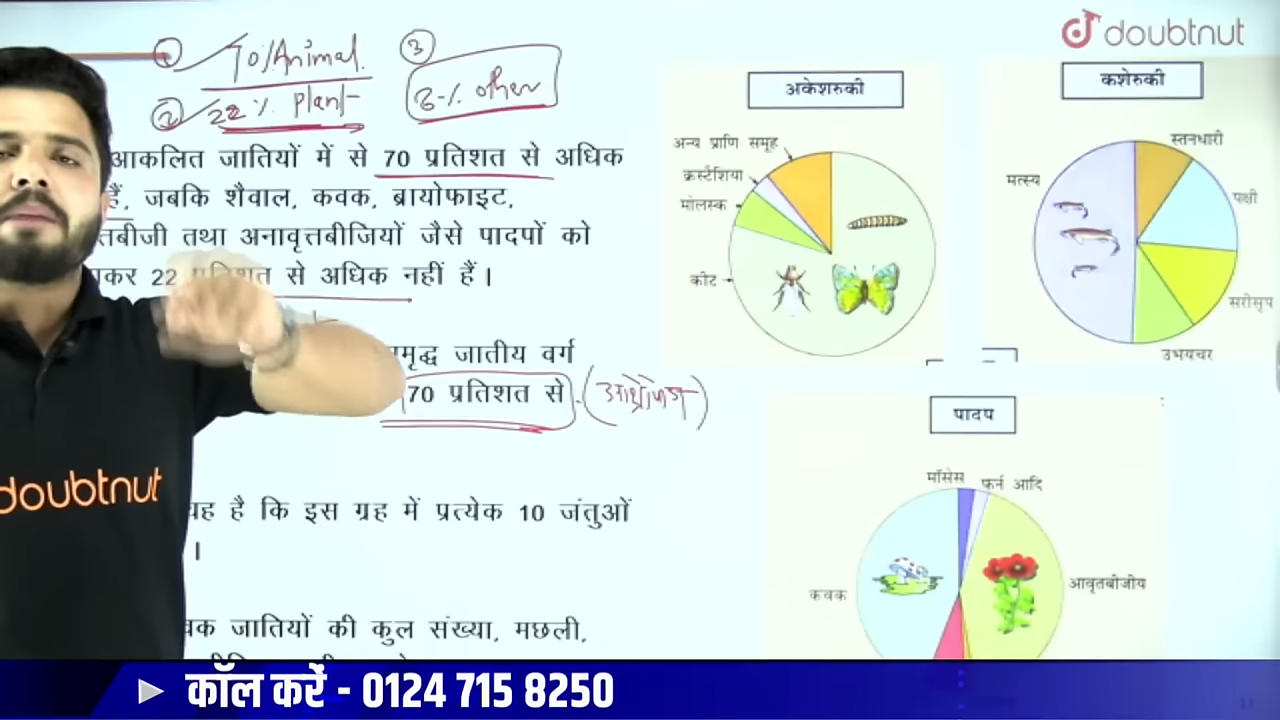 doubtnut
① 70%Animal.
② 22%. Plant
③
8-%. other
आकलित जातियों में से 70 प्रतिशत से अधिक
हैं, जबकि शैवाल, कवक, ब्रायोफाइट,
तबीजी तथा अनावृत्तबीजियों जैसे पादपों को
कर 22 प्रतिशत से अधिक नहीं हैं।
मृद्ध जातीय वर्ग
70 प्रतिशत से
है कि इस ग्रह में प्रत्येक 10 जंतुओं
।
जातियों की कुल संख्या, मछली,
अकेशरुकी
अन्य प्राणि समूह
क्रस्टेशिया
मोलस्क
कीट
कशेरुकी
स्तनधारी
पक्षी
मत्स्य
सरीसृप
उभयचर
पादप
मॉसेस
फर्न आदि
कवक
आवृतबीजीय
doubtnut
कॉल करें - 0124 715 8250